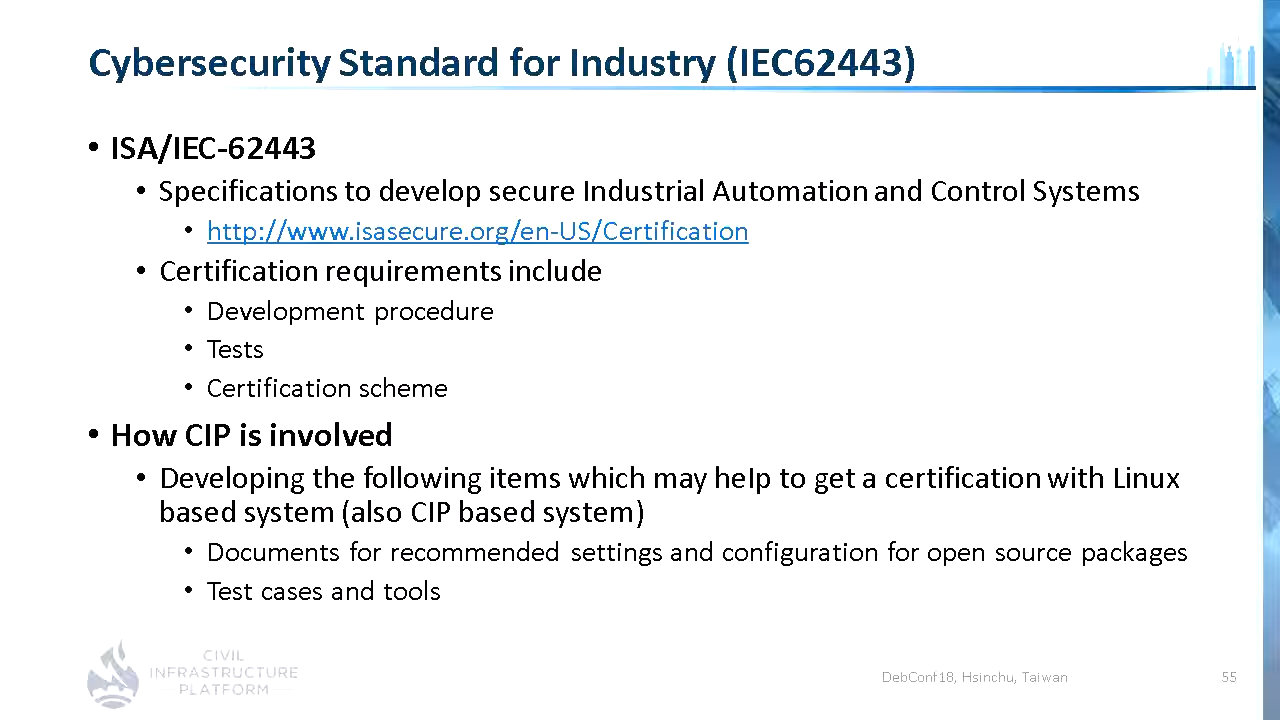 Cybersecurity Standard for Industry (IEC62443)
• ISA/IEC-62443
• Specifications to develop secure Industrial Automation and Control Systems
• http://www.isasecure.org/en-US/Certification
• Certification requirements include
• Development procedure
• Tests
• Certification scheme
• How CIP is involved
• Developing the following items which may help to get a certification with Linux
based system (also CIP based system)
• Documents for recommended settings and configuration for open source packages
• Test cases and tools
CIVIL
INFRASTRUCTURE
PLATFORM
DebConf18, Hsinchu, Taiwan
55